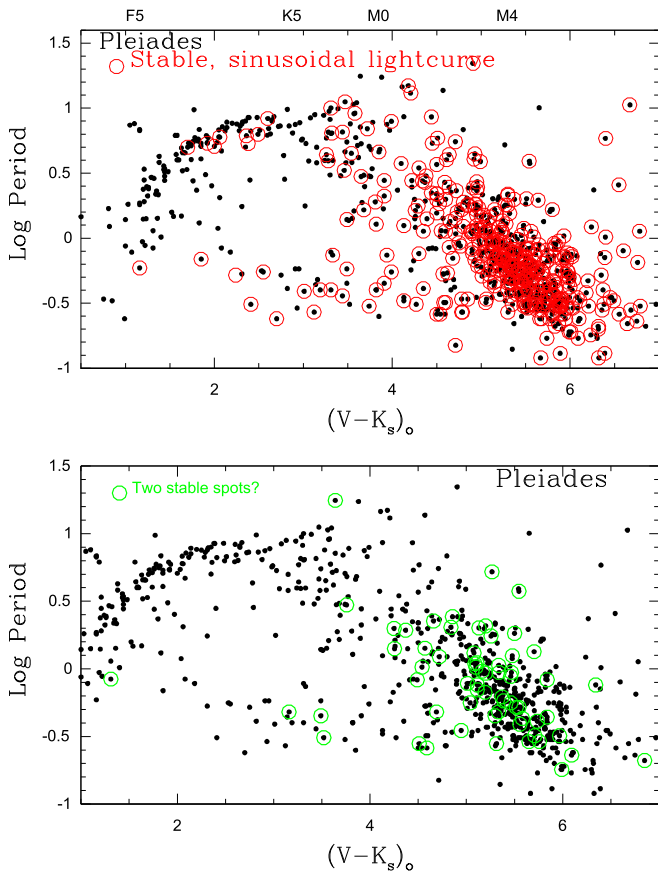 F5 K5 M0 M4
Pleiades
Stable, sinusoidal lightcurve
1.5
1
0.5
0
-0.5
-1
Log Period
2 4 6
(V−Ks)o
1.5
1
0.5
0
-0.5
-1
Pleiades
Two stable spots?
Log Period
2 4 6
(V−Ks)o